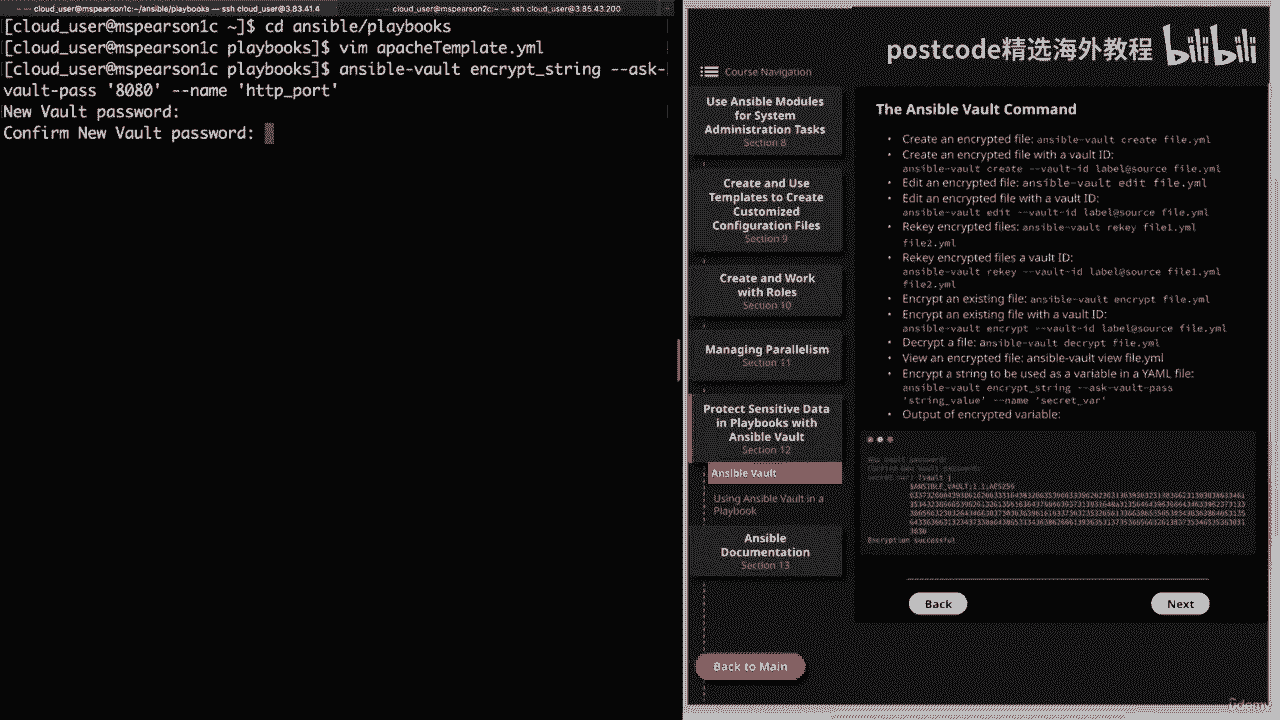 cloud_user@mspearson1c:~/ansible/playbooks — ssh cloud_user@3.83.41.4
cloud_user@mspearson2c:~ — ssh cloud_user@3.85.43.200
[cloud_user@mspearson1c ~]$ cd ansible/playbooks
[cloud_user@mspearson1c playbooks]$ vim apacheTemplate.yml
[cloud_user@mspearson1c playbooks]$ ansible-vault encrypt_string --ask-
vault-pass '8080' --name 'http_port'
New Vault password:
Confirm New Vault password:
postcode精选海外教程 bilibili
Course Navigation
Use Ansible Modules
for System
Administration Tasks
Section 8
Create and Use
Templates to Create
Customized
Configuration Files
Section 9
Create and Work
with Roles
Section 10
Managing Parallelism
Section 11
Protect Sensitive Data
in Playbooks with
Ansible Vault
Section 12
Ansible Vault
Using Ansible Vault in a
Playbook
Ansible
Documentation
Section 13
Back to Main
The Ansible Vault Command
• Create an encrypted file: ansible-vault create file.yml
• Create an encrypted file with a vault ID:
ansible-vault create --vault-id label@source file.yml
• Edit an encrypted file: ansible-vault edit file.yml
• Edit an encrypted file with a vault ID:
ansible-vault edit --vault-id label@source file.yml
• Rekey encrypted files: ansible-vault rekey file1.yml
file2.yml
• Rekey encrypted files a vault ID:
ansible-vault rekey --vault-id label@source file1.yml
file2.yml
• Encrypt an existing file: ansible-vault encrypt file.yml
• Encrypt an existing file with a vault ID:
ansible-vault encrypt --vault-id label@source file.yml
• Decrypt a file: ansible-vault decrypt file.yml
• View an encrypted file: ansible-vault view file.yml
• Encrypt a string to be used as a variable in a YAML file:
ansible-vault encrypt_string --ask-vault-pass
'string_value' --name 'secret_var'
• Output of encrypted variable:
$ANSIBLE_VAULT;1.1;AES256
Encryption successful
Back
Next